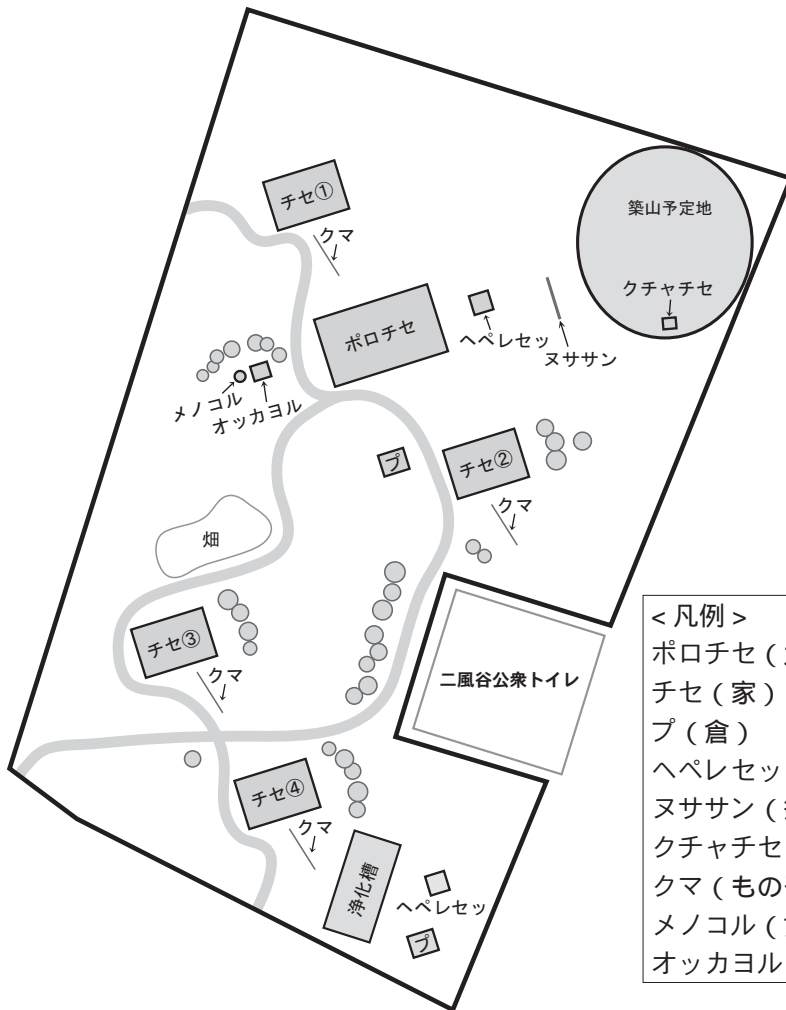 チセ①
クマ
築山予定地
クチャチセ
ポロチセ
ヘペレセッ
ヌササン
メノコル
オッカヨル
プ
チセ②
クマ
畑
チセ③
クマ
二風谷公衆トイレ
チセ④
クマ
浄化槽
ヘペレセッ
プ
<凡例>
ポロチセ(
チセ(家)
プ(倉)
ヘペレセッ
ヌササン(
クチャチセ
クマ(もの
メノコル(
オッカヨル